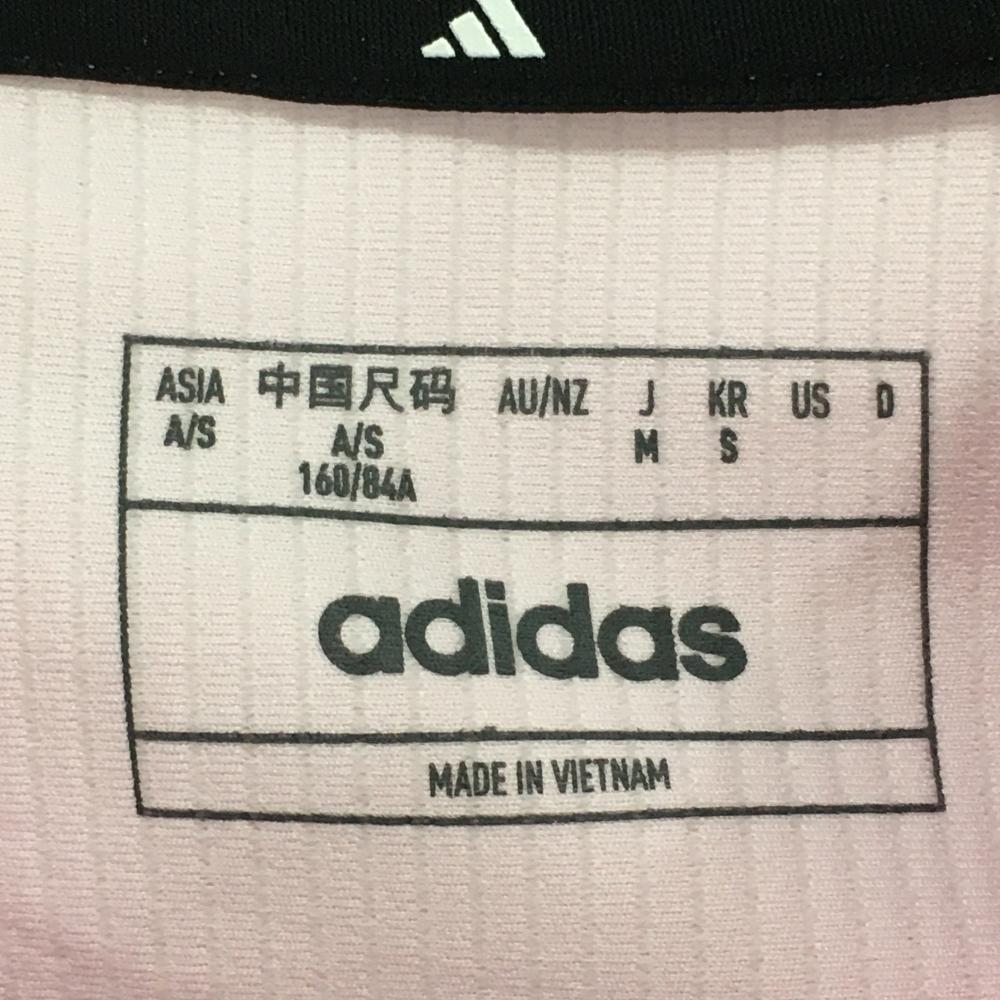 ASIA 中国尺码 AU/NZ J KR US D
A/S A/S M S
160/84A
adidas
MADE IN VIETNAM